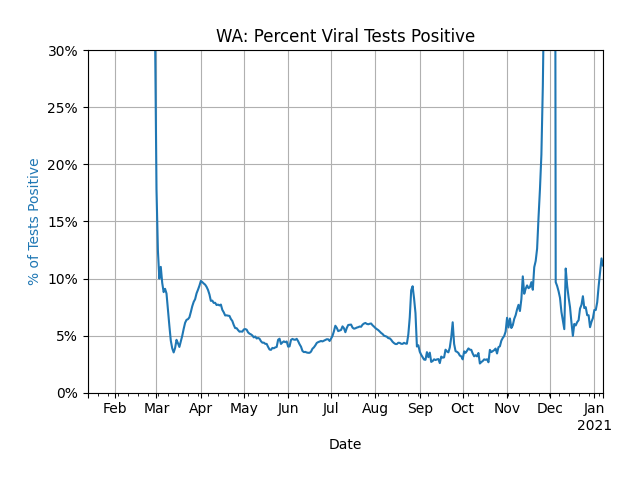 WA: Percent Viral Tests Positive
% of Tests Positive
30%
25%
20%
15%
10%
5%
0%
Feb Mar Apr May Jun Jul Aug Sep Oct Nov Dec Jan
2021
Date